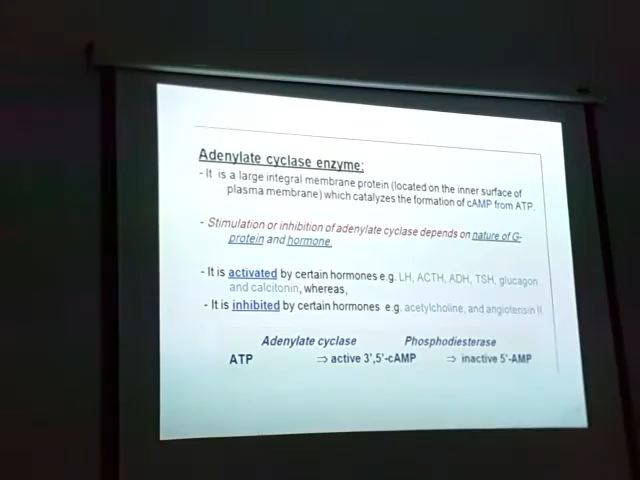 Adenylate cyclase enzyme:
- It is a large integral membrane protein (located on the inner surface of
plasma membrane) which catalyzes the formation of cAMP from ATP.
- Stimulation or inhibition of adenylate cyclase depends on nature of G-
protein and hormone.
- It is activated by certain hormones e.g. LH, ACTH, ADH, TSH, glucagon
and calcitonin, whereas,
- It is inhibited by certain hormones e.g. acetylcholine, and angiotensin II.
Adenylate cyclase Phosphodiesterase
ATP ⇒ active 3',5'-cAMP ⇒ inactive 5'-AMP